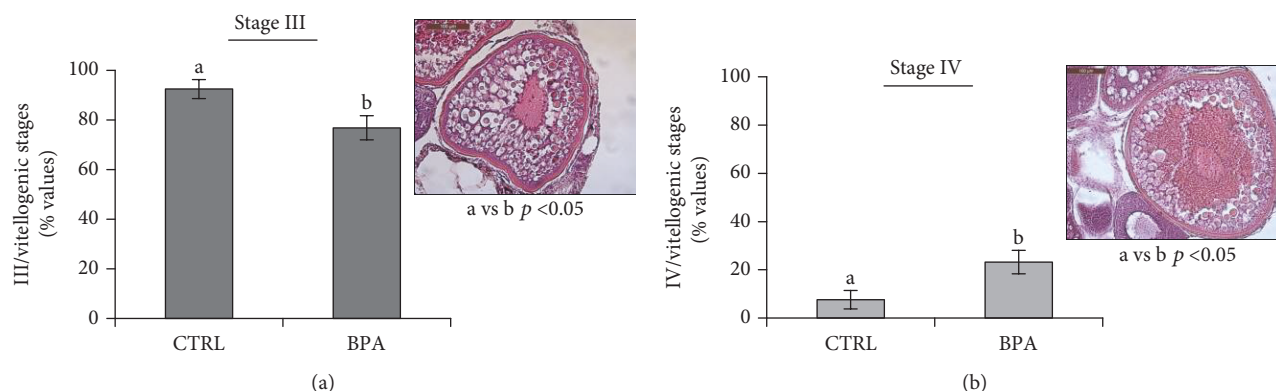 Stage III
100
80
60
40
20
0
III/vitellogenic stages
(% values)
a
b
CTRL
BPA
a vs b p <0.05
(a)
Stage IV
100
80
60
40
20
0
IV/vitellogenic stages
(% values)
a
b
CTRL
BPA
a vs b p <0.05
(b)